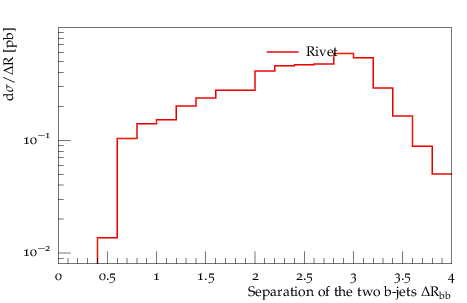 dσ/ΔR [pb]
Rivet
10⁻¹
10⁻²
0 0.5 1 1.5 2 2.5 3 3.5 4
Separation of the two b-jets ΔR_bb